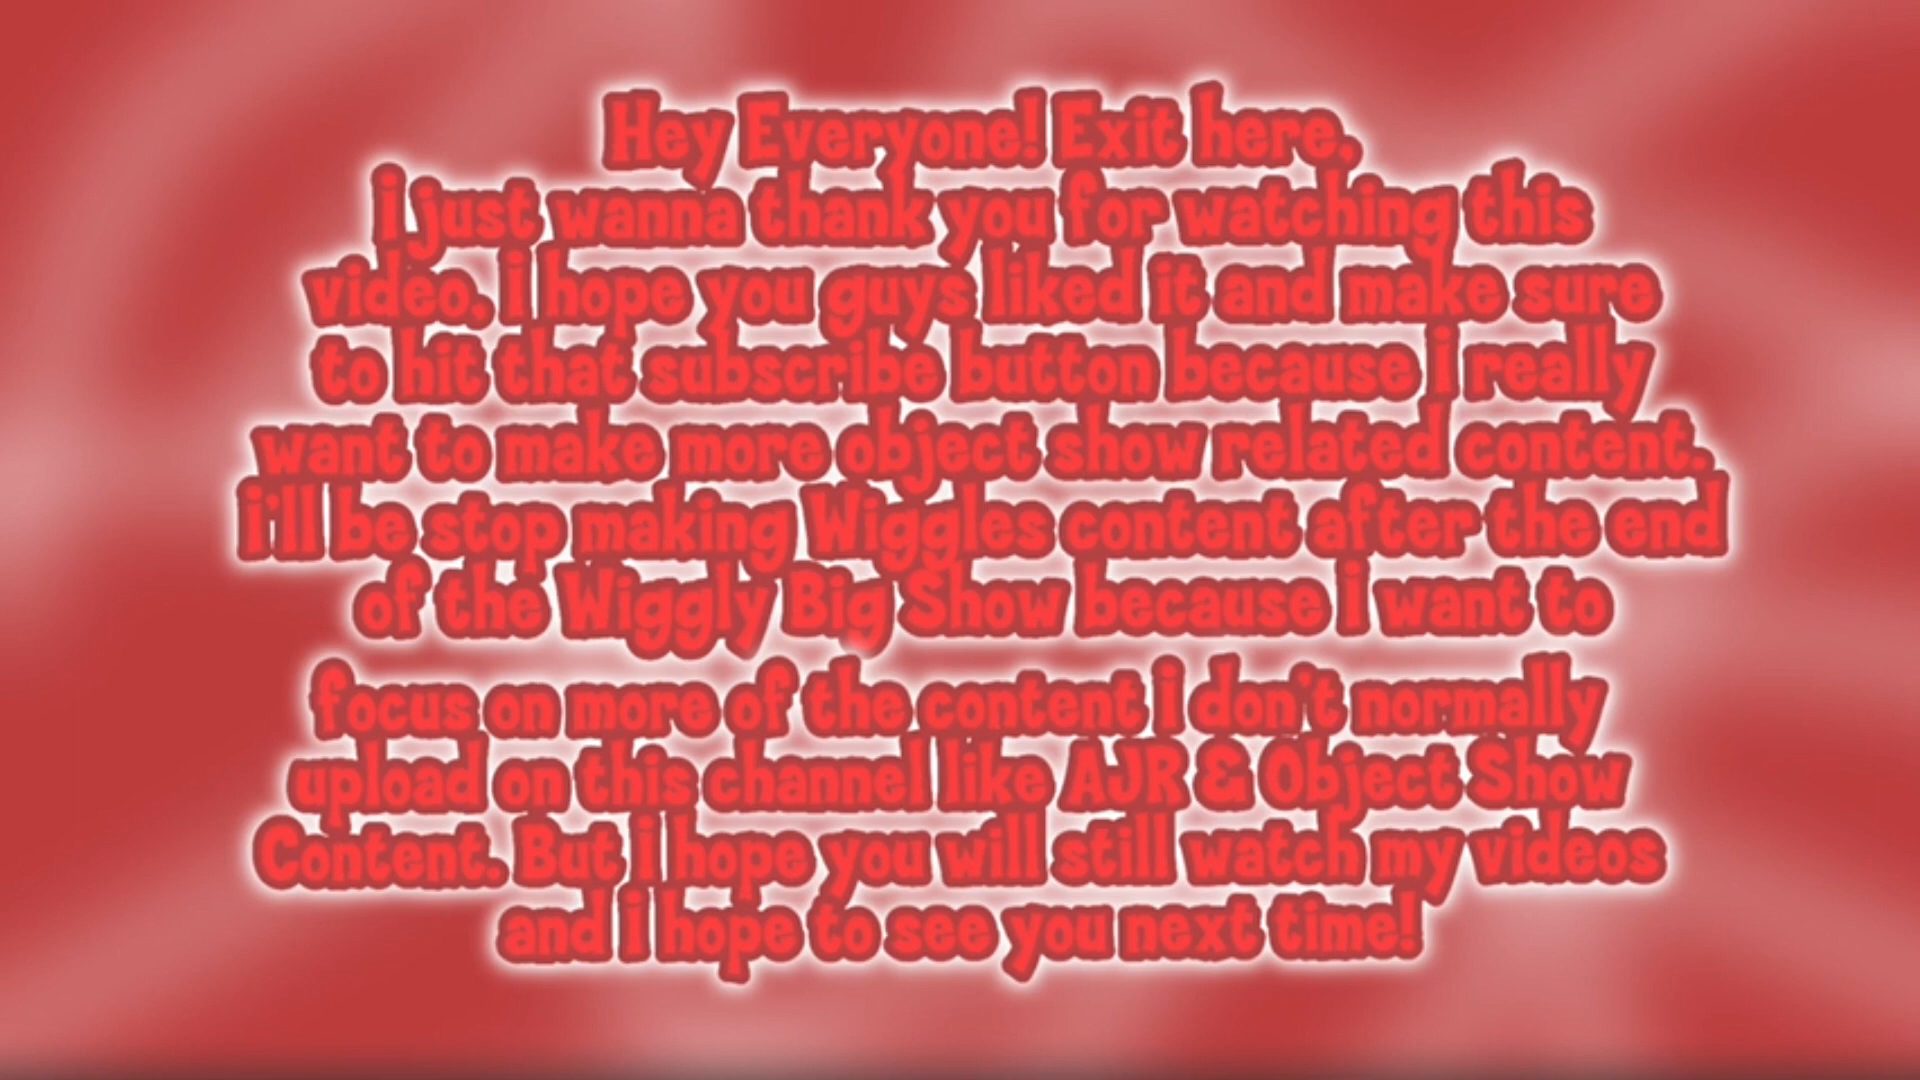 Hey Everyone! Exit here.
i just wanna thank you for watching this
video. i hope you guys liked it and make sure
to hit that subscribe button because i really
want to make more object show related content.
i'll be stop making Wiggles content after the end
of the Wiggly Big Show because i want to
focus on more of the content i don't normally
upload on this channel like AJR & Object Show
Content. But i hope you will still watch my videos
and i hope to see you next time!